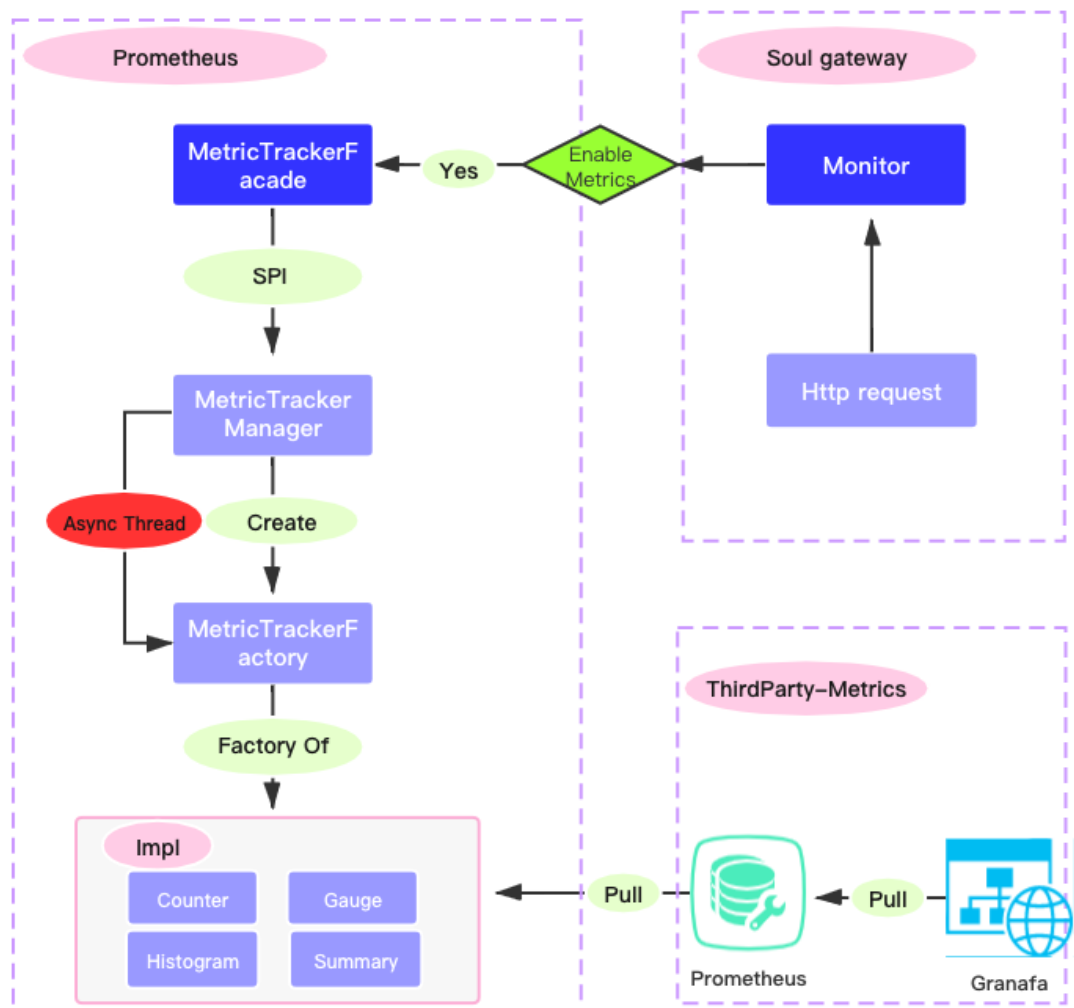 Prometheus
Soul gateway
MetricTrackerF
acade
Yes
Enable
Metrics
Monitor
SPI
MetricTracker
Manager
Http request
Async Thread
Create
MetricTrackerF
actory
ThirdParty–Metrics
Factory Of
Impl
Counter
Gauge
Pull
Pull
Histogram
Summary
Prometheus
Granafa